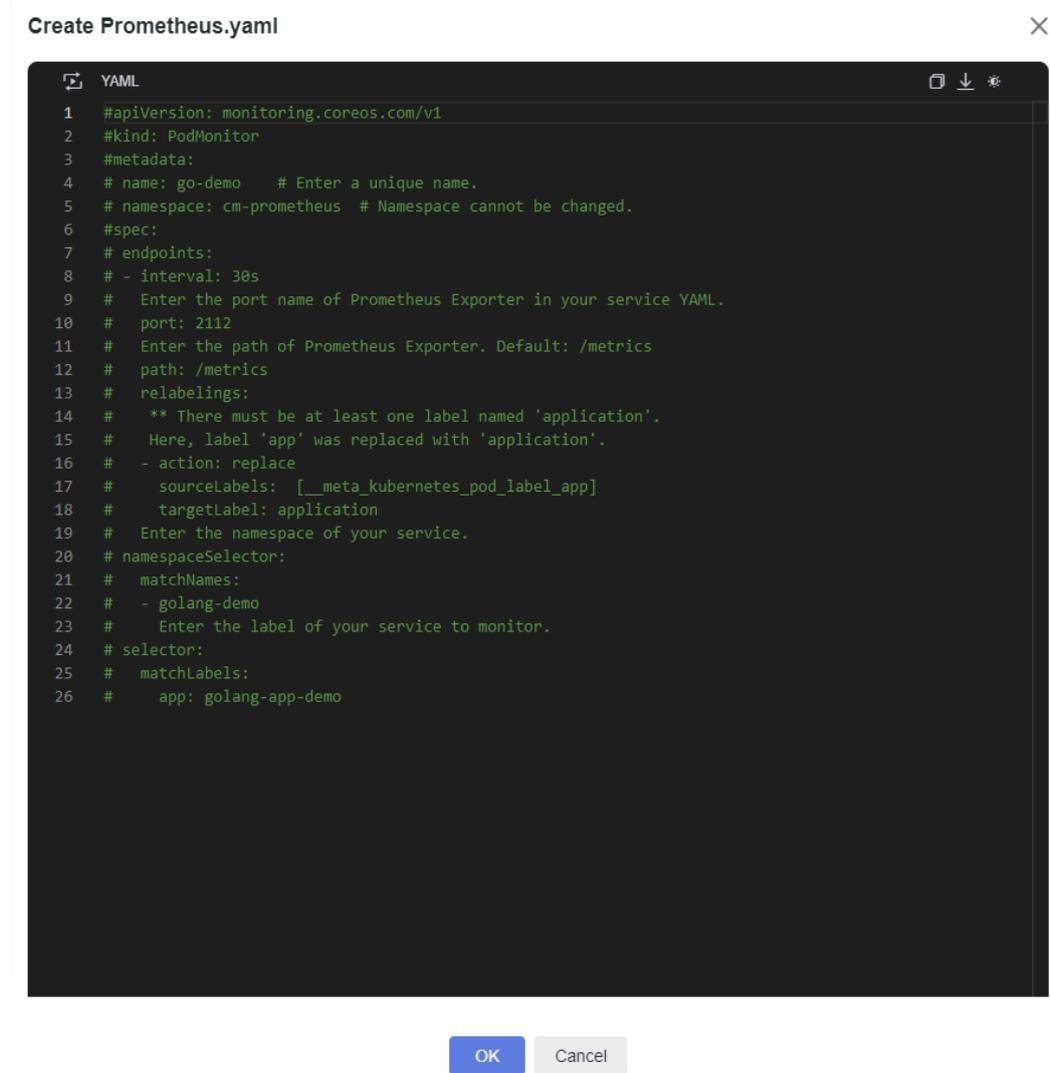 Create Prometheus.yaml
YAML
1 #apiVersion: monitoring.coreos.com/v1
2 #kind: PodMonitor
3 #metadata:
4 # name: go-demo    # Enter a unique name.
5 # namespace: cm-prometheus  # Namespace cannot be changed.
6 #spec:
7 # endpoints:
8 # - interval: 30s
9 #   Enter the port name of Prometheus Exporter in your service YAML.
10 #   port: 2112
11 #   Enter the path of Prometheus Exporter. Default: /metrics
12 #   path: /metrics
13 #   relabelings:
14 #    ** There must be at least one label named 'application'.
15 #    Here, label 'app' was replaced with 'application'.
16 #   - action: replace
17 #     sourceLabels:  [__meta_kubernetes_pod_label_app]
18 #     targetLabel: application
19 #   Enter the namespace of your service.
20 # namespaceSelector:
21 #   matchNames:
22 #   - golang-demo
23 #     Enter the label of your service to monitor.
24 # selector:
25 #   matchLabels:
26 #     app: golang-app-demo
OK Cancel